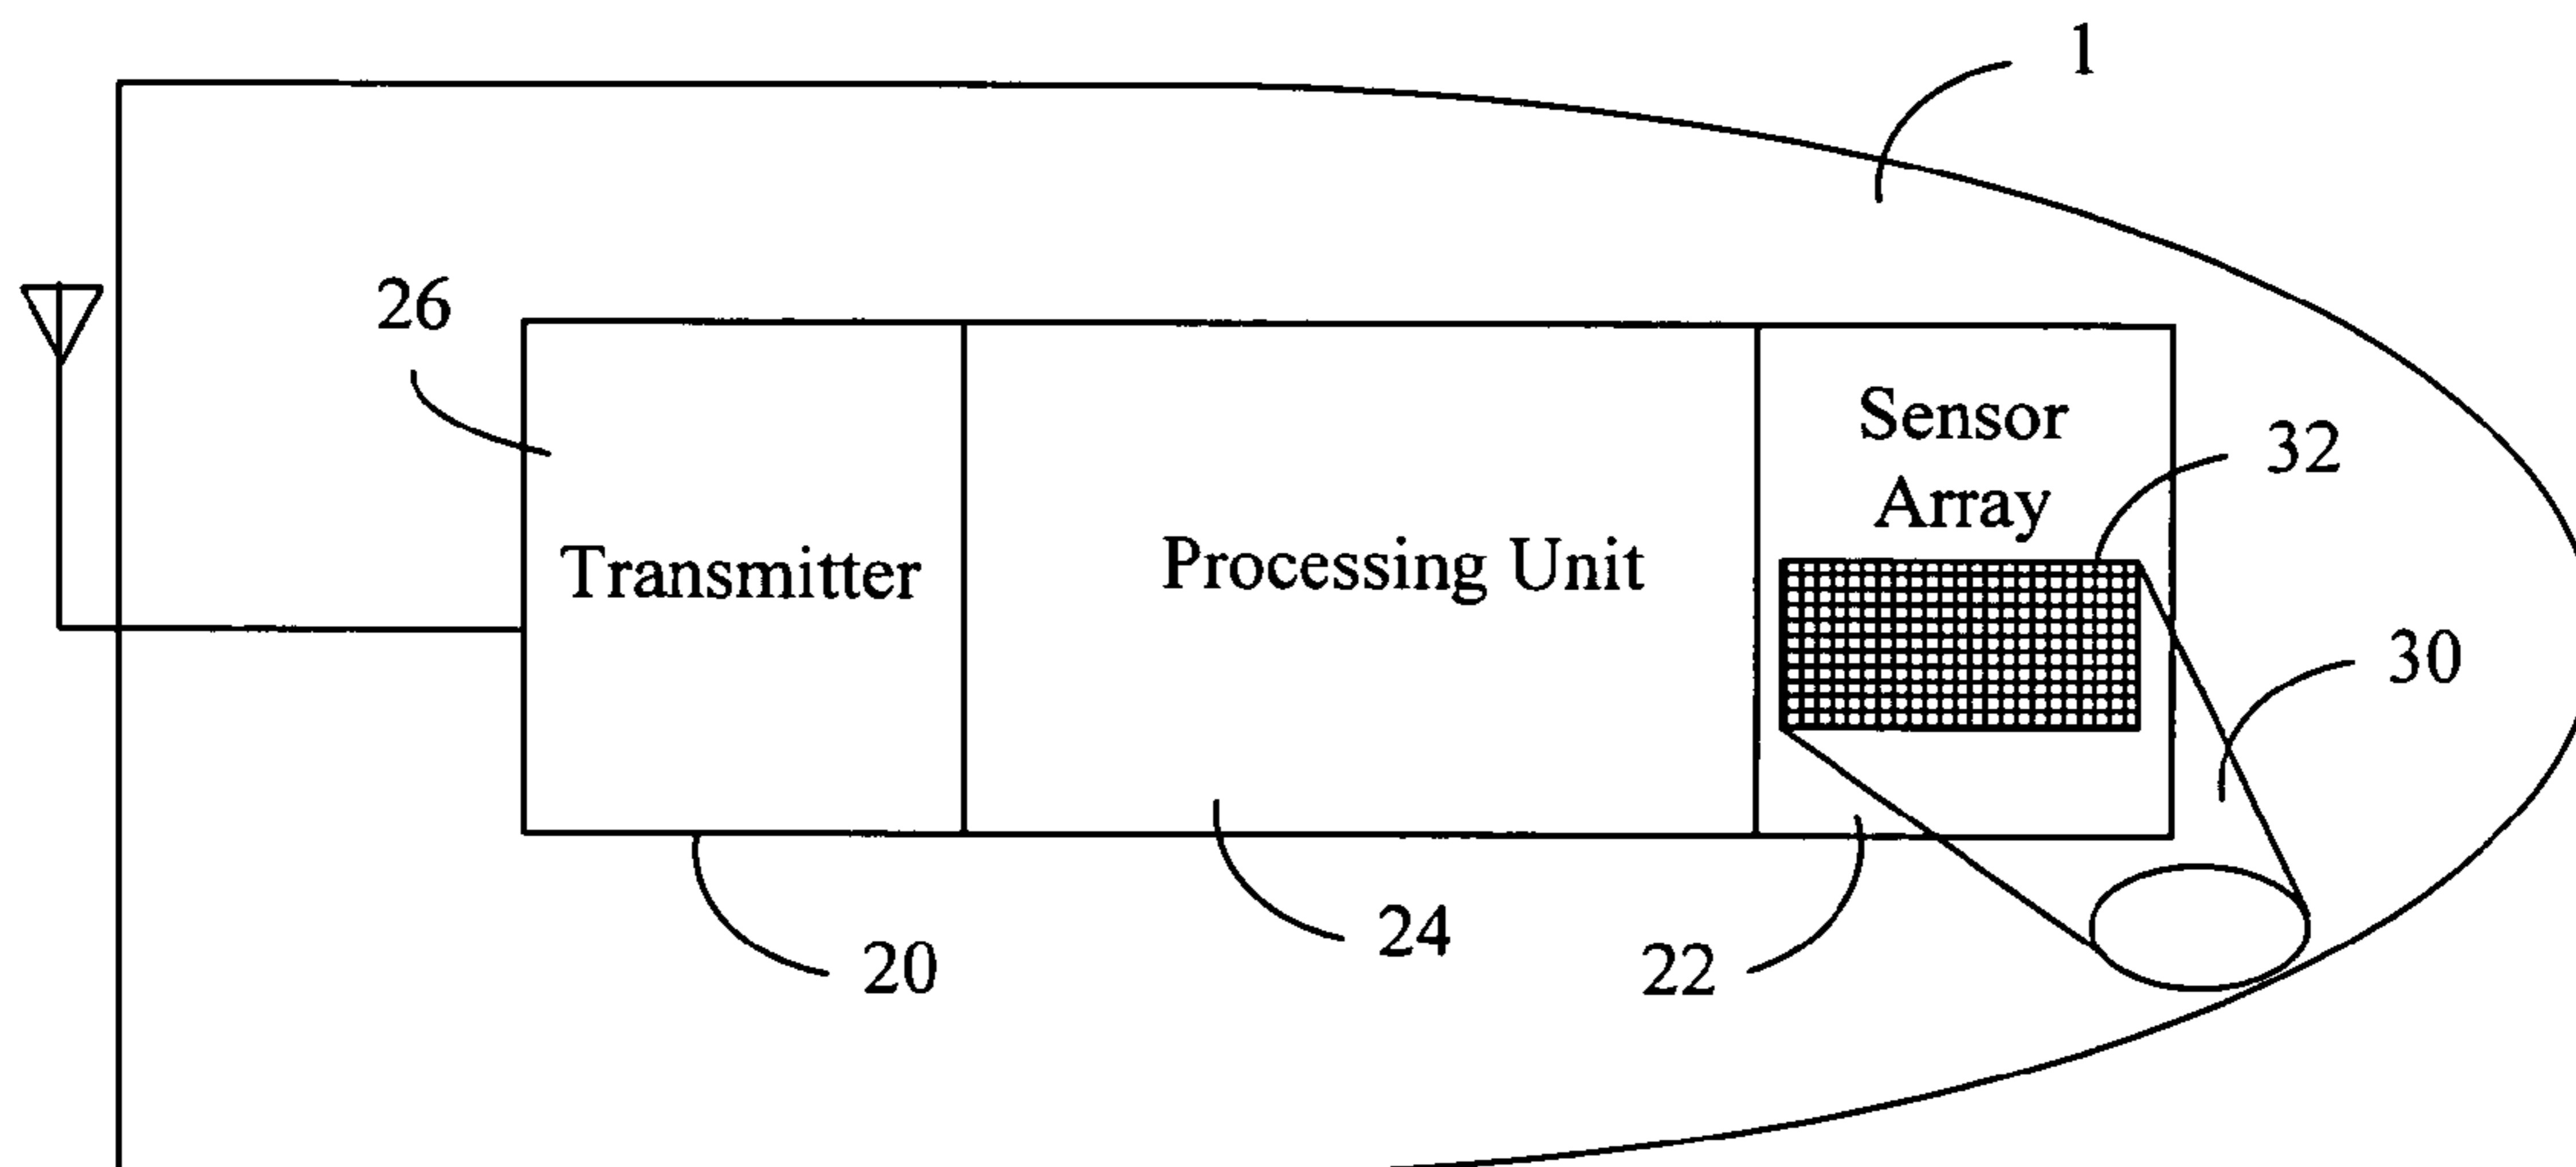 1
26
Sensor
Array
32
Transmitter
Processing Unit
30
20
24
22